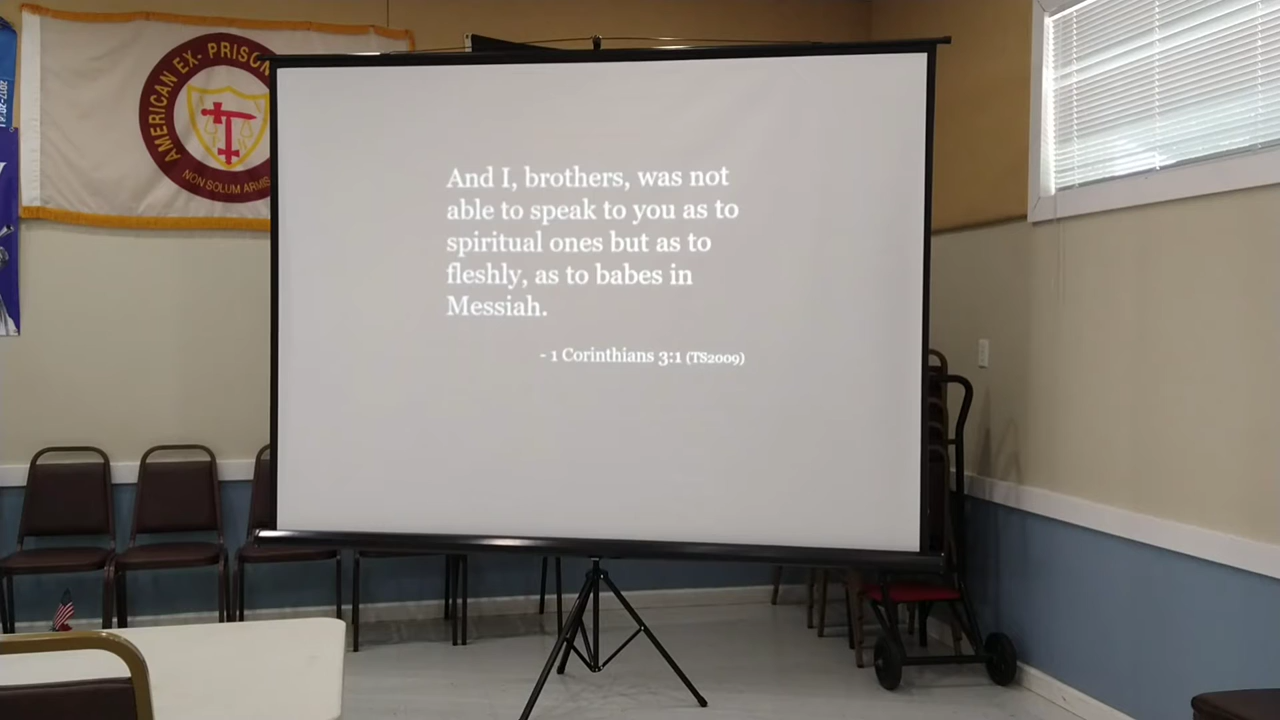 AMERICAN EX-PRISON
NON SOLUM ARMIS
And I, brothers, was not
able to speak to you as to
spiritual ones but as to
fleshly, as to babes in
Messiah.
- 1 Corinthians 3:1 (TS2009)